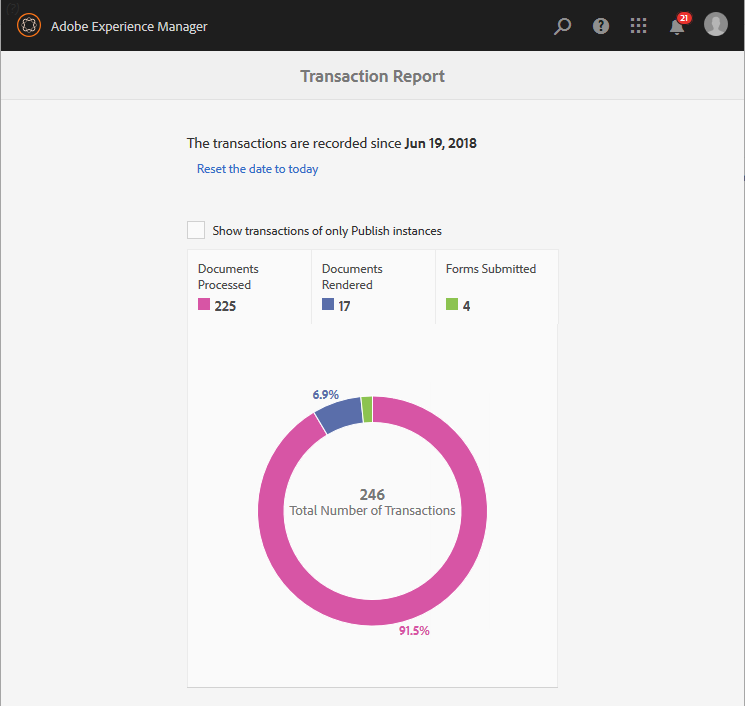 Adobe Experience Manager
21
Transaction Report
The transactions are recorded since Jun 19, 2018
Reset the date to today
Show transactions of only Publish instances
Documents
Processed
225
Documents
Rendered
17
Forms Submitted
4
6.9%
246
Total Number of Transactions
91.5%